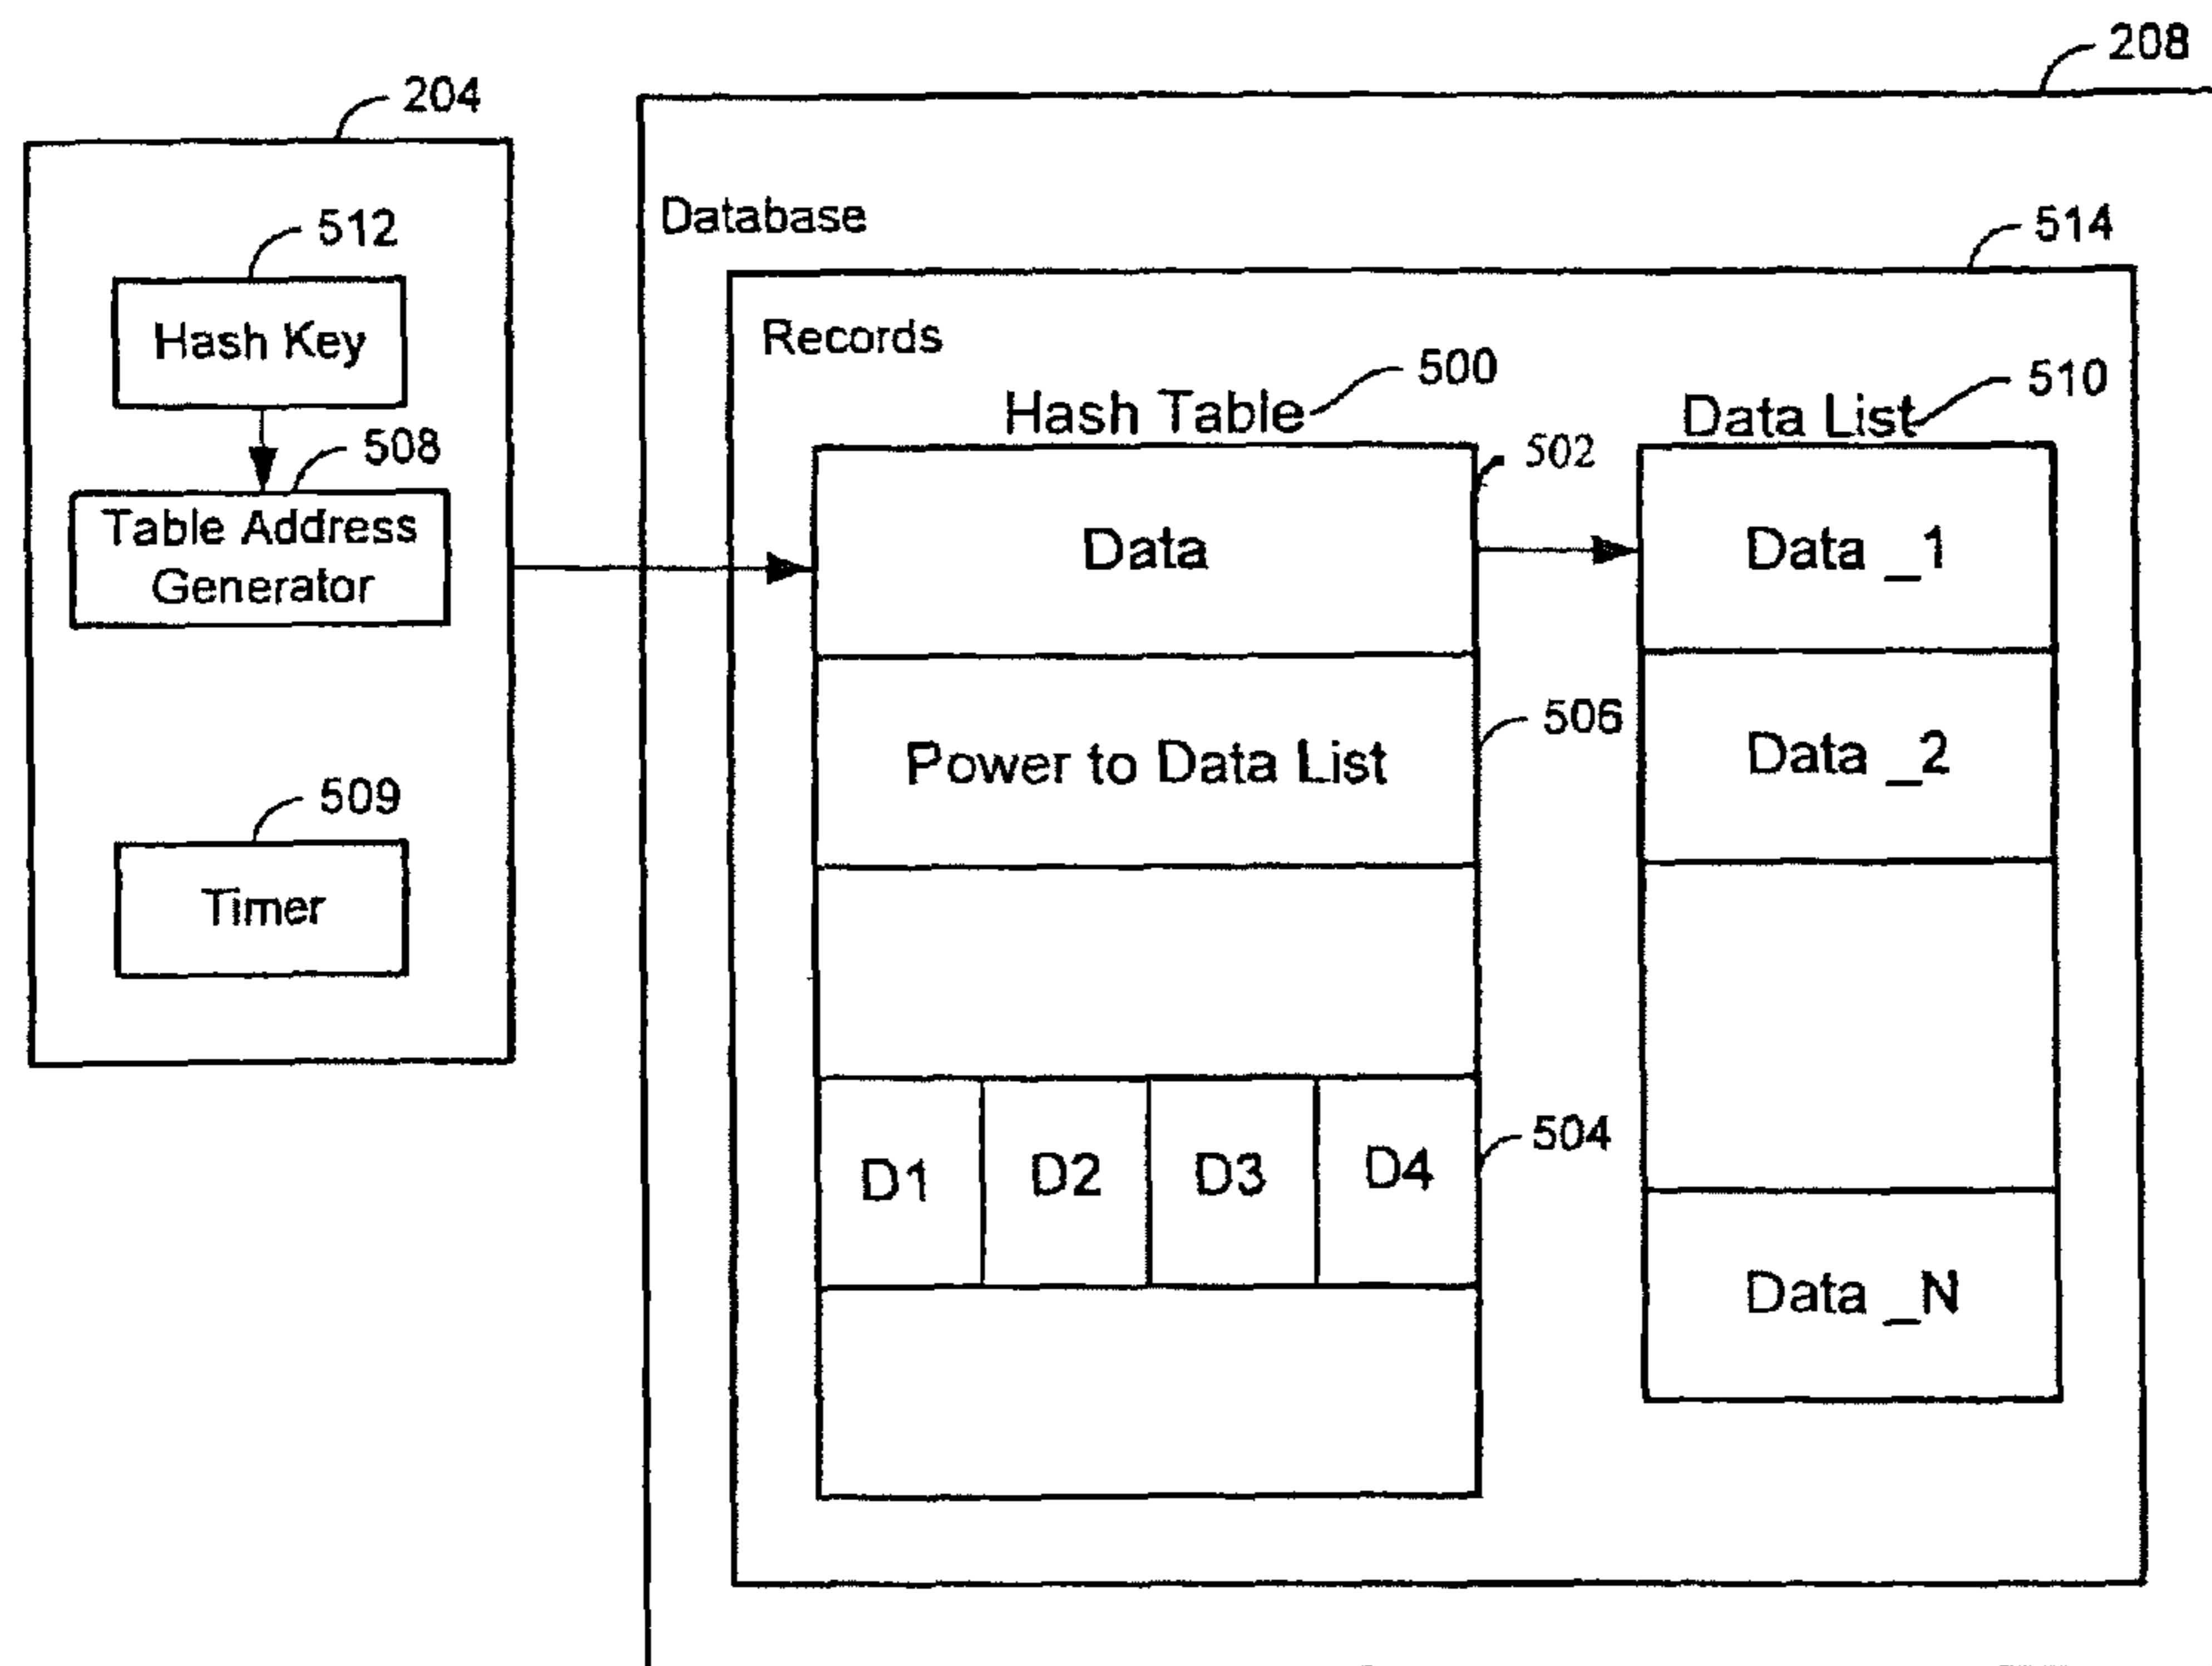 208
204
Database
512
514
Hash Key
Records
500
510
Hash Table
Data List
508
502
Table Address
Generator
Data
Data _1
506
Power to Data List
Data _2
509
Timer
504
D1
D2
D3
D4
Data _N